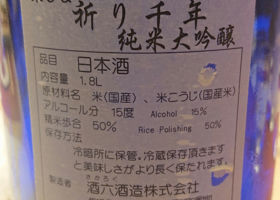 祈り千年
純米大吟醸
品目 日本酒
内容量 1.8L
原材料名 米(国産)、米こうじ(国産米)
アルコール分 15度 Alcohol 15%
精米歩合 50% Rice Polishing 50%
保存方法
冷暗所に保管。冷蔵保存頂きます
と美味しさがより長く保たれます。
さかろく
製造者 酒六酒造株式会社